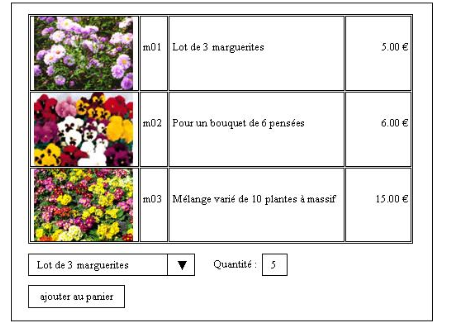 m01 Lot de 3 marguerites 5.00 €
m02 Pour un bouquet de 6 pensées 6.00 €
m03 Mélange varié de 10 plantes à massif 15.00 €
Lot de 3 marguerites Quantité : 5
ajouter au panier